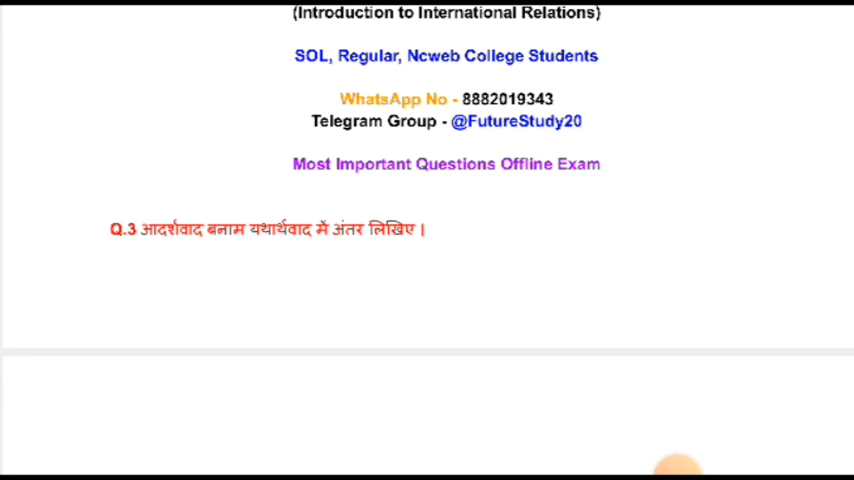 (Introduction to International Relations)
SOL, Regular, Ncweb College Students
WhatsApp No - 8882019343
Telegram Group - @FutureStudy20
Most Important Questions Offline Exam
Q.3 आदर्शवाद बनाम यथार्थवाद में अंतर लिखिए ।